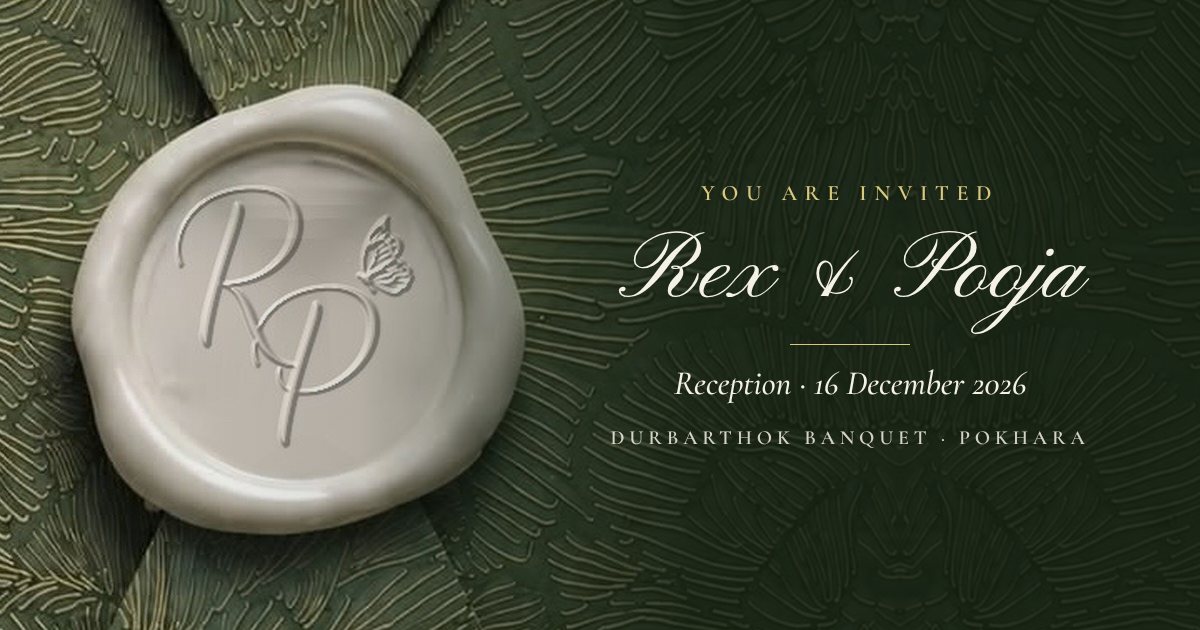 RP
YOU ARE INVITED
Rex & Pooja
Reception · 16 December 2026
DURBARTHOK BANQUET · POKHARA